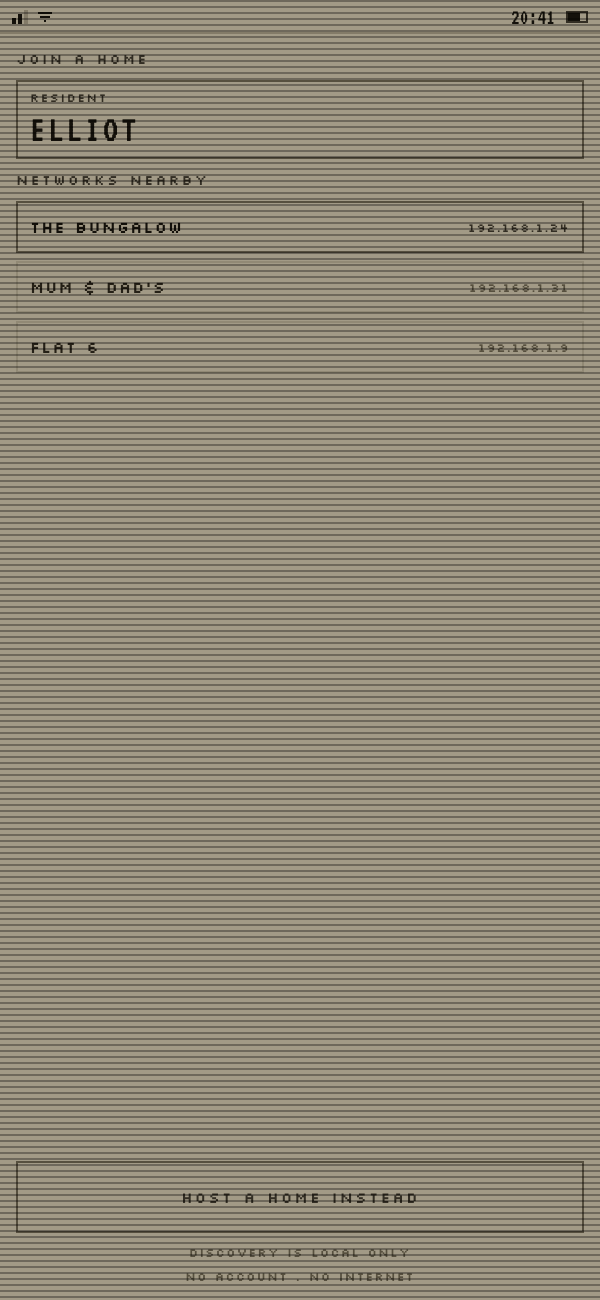 20:41
JOIN A HOME
RESIDENT
ELLIOT
NETWORKS NEARBY
THE BUNGALOW 192.168.1.24
MUM & DAD'S 192.168.1.31
FLAT 6 192.168.1.9
HOST A HOME INSTEAD
DISCOVERY IS LOCAL ONLY
NO ACCOUNT . NO INTERNET